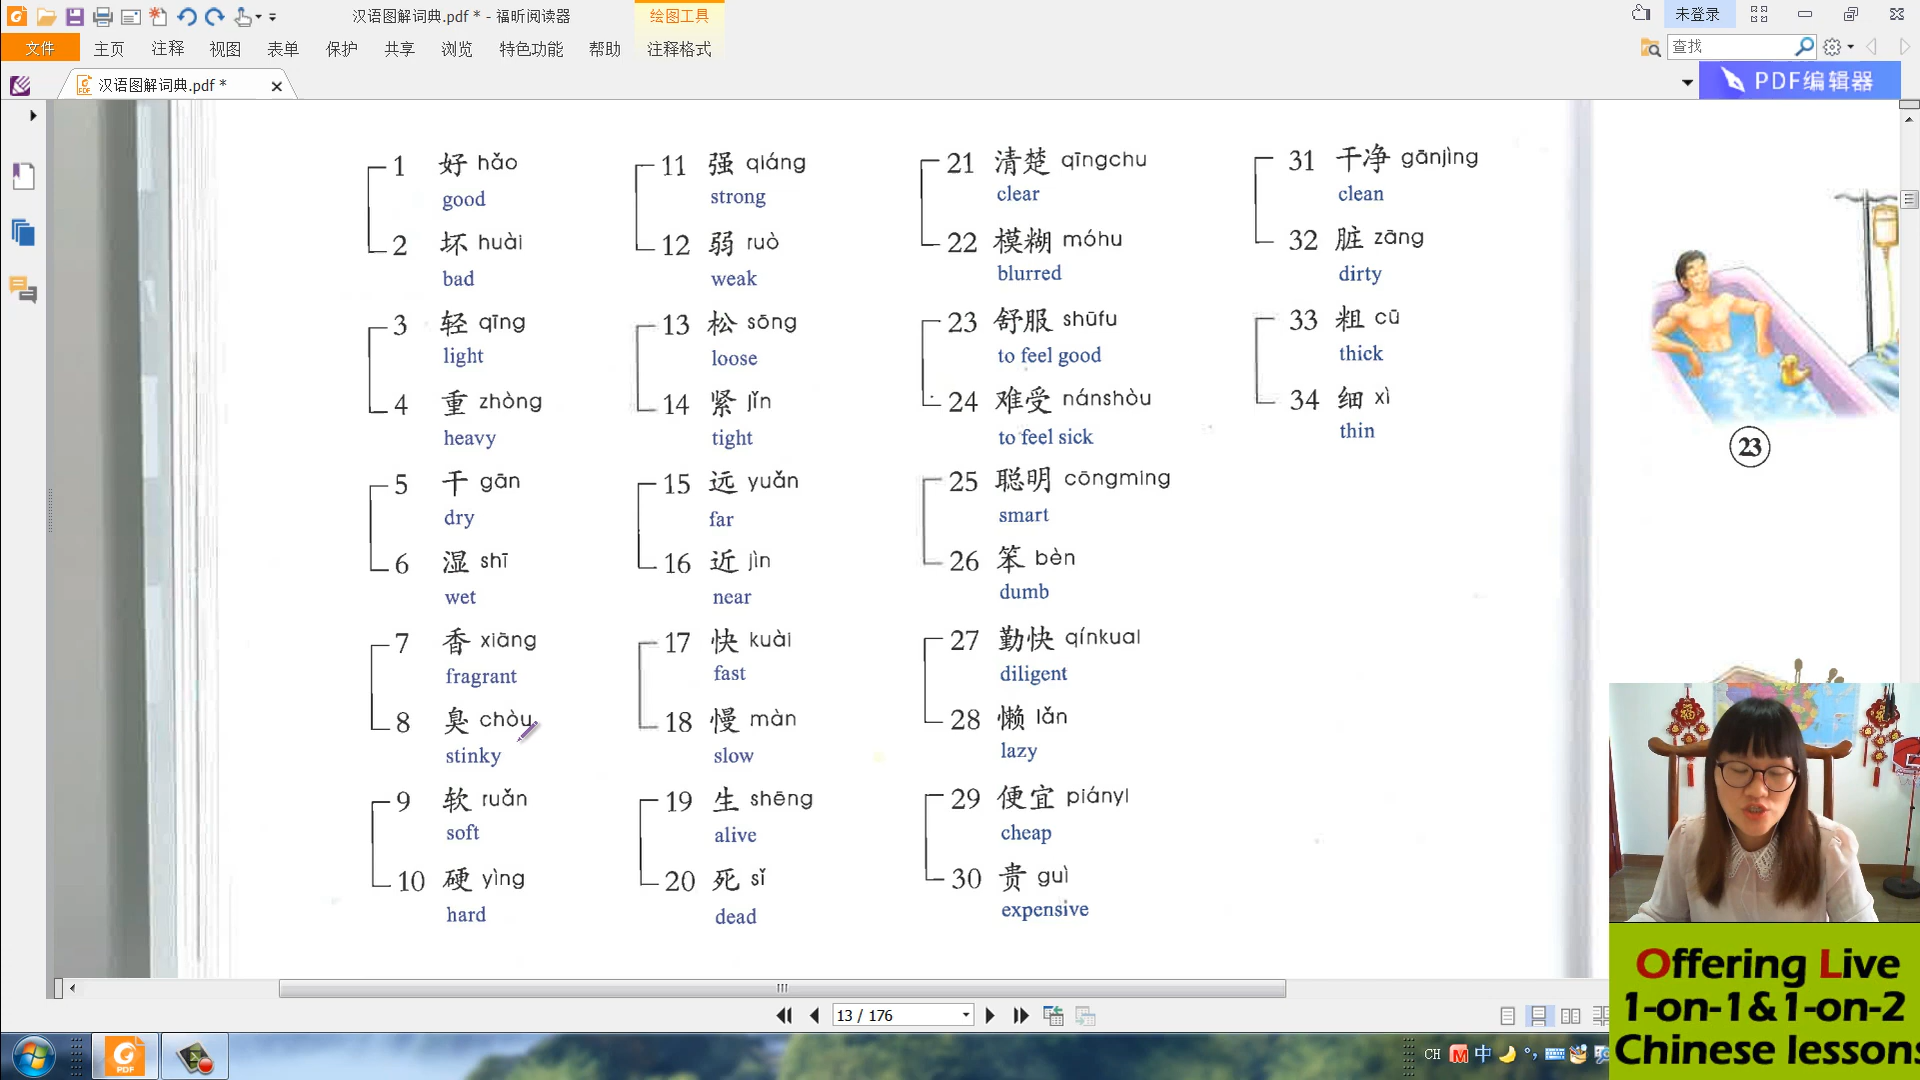 汉语图解词典.pdf * - 福昕阅读器
绘图工具
未登录
文件
主页
注释
视图
表单
保护
共享
浏览
特色功能
帮助
注释格式
查找
汉语图解词典.pdf *
PDF编辑器
1 好 hǎo
good
2 坏 huài
bad
3 轻 qīng
light
4 重 zhòng
heavy
5 干 gān
dry
6 湿 shī
wet
7 香 xiāng
fragrant
8 臭 chòu
stinky
9 软 ruǎn
soft
10 硬 yìng
hard
11 强 qiáng
strong
12 弱 ruò
weak
13 松 sōng
loose
14 紧 jǐn
tight
15 远 yuǎn
far
16 近 jìn
near
17 快 kuài
fast
18 慢 màn
slow
19 生 shēng
alive
20 死 sǐ
dead
21 清楚 qīngchu
clear
22 模糊 móhu
blurred
23 舒服 shūfu
to feel good
24 难受 nánshòu
to feel sick
25 聪明 cōngming
smart
26 笨 bèn
dumb
27 勤快 qínkuai
diligent
28 懒 lǎn
lazy
29 便宜 piányi
cheap
30 贵 guì
expensive
31 干净 gānjìng
clean
32 脏 zāng
dirty
33 粗 cū
thick
34 细 xì
thin
23
13 / 176
PDF
CH
中
Offering Live
1-on-1&1-on-2
Chinese lessons